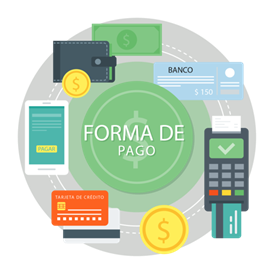 $
BANCO
$ 150
$
FORMA DE
PAGO
PAGAR
TARJETA DE CREDITO
$